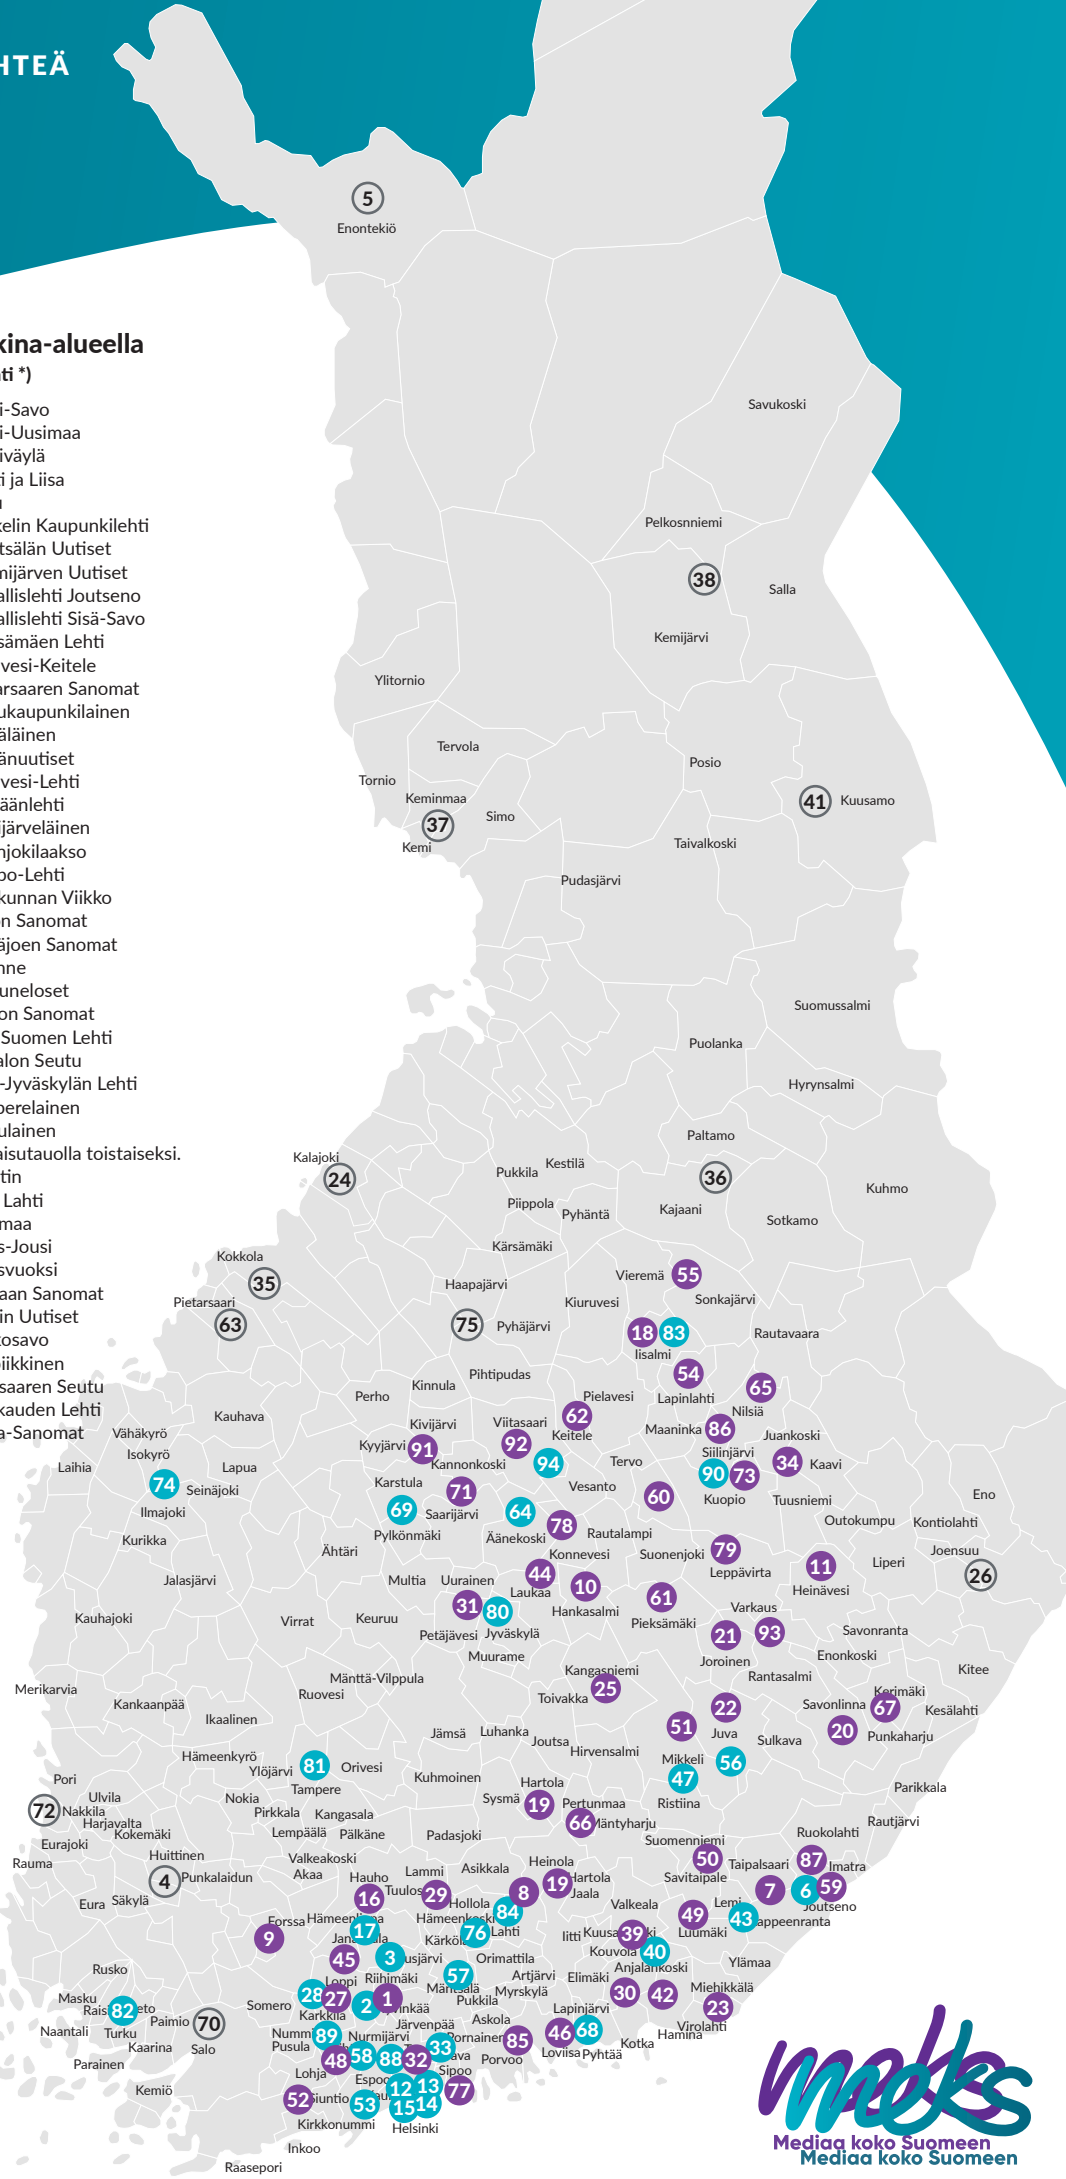 HTEÄ
kina-alueella
ti *)
i-Savo
i-Uusimaa
iväylä
i ja Liisa
kelin Kaupunkilehti
tsälän Uutiset
mijärven Uutiset
allislehti Joutseno
allislehti Sisä-Savo
sämäen Lehti
vesi-Keitele
arsaaren Sanomat
ukaupunkilainen
äläinen
änuutiset
vesi-Lehti
äänlehti
ijärveläinen
njokilaakso
po-Lehti
kunnan Viikko
n Sanomat
äjoen Sanomat
nne
uneloset
on Sanomat
-Suomen Lehti
alon Seutu
-Jyväskylän Lehti
perelainen
ulainen
aisutauolla toistaiseksi.
tin
Lahti
maa
s-Jousi
svuoksi
aan Sanomat
in Uutiset
kosavo
piikkinen
saaren Seutu
kauden Lehti
a-Sanomat
5
Enontekiö
Savukoski
Pelkosnniemi
38
Salla
Kemijärvi
Ylitornio
Tervola
Posio
Tornio
Keminmaa
41 Kuusamo
37
Simo
Kemi
Taivalkoski
Pudasjärvi
Suomussalmi
Puolanka
Hyrynsalmi
Paltamo
Kalajoki
24
Pukkila Kestilä
36
Kuhmo
Piippola
Pyhäntä
Kajaani
Sotkamo
Kärsämäki
Kokkola
35
Vieremä 55
Haapajärvi
Sonkajärvi
Pietarsaari
63
Kiuruvesi
75 Pyhäjärvi
18 83
Rautavaara
Iisalmi
Pihtipudas
54
Kinnula
65
Perho
Pielavesi
Lapinlahti
Nilsiä
Kauhava
62
Kivijärvi
Viitasaari
Keitele
Maaninka 86
Juankoski
Vähäkyrö
Kyyjärvi 91
92
Siilinjärvi
Isokyrö
Kannonkoski
94
Tervo
34 Kaavi
Laihia
Lapua
90 73
74 Seinäjoki
Karstula
71
Vesanto
60
Kuopio
Tuusniemi
Eno
Ilmajoki
69
Saarijärvi
64
78
Outokumpu
Kontiolahti
Kurikka
Pylkönmäki
Äänekoski
Rautalampi
Ähtäri
Konnevesi
Suonenjoki 79
Joensuu
Leppävirta
11
Liperi
26
Jalasjärvi
Multia
Uurainen
44
10
Heinävesi
Laukaa
Hankasalmi
61
Kauhajoki
31 80
Varkaus
Virrat
Keuruu
Pieksämäki
93
Petäjävesi Jyväskylä
21
Savonranta
Muurame
Joroinen
Enonkoski
Kangasniemi
Rantasalmi
Kitee
Merikarvia
Mänttä-Vilppula
25
Kerimäki
Ruovesi
Toivakka
22
Savonlinna 67
Kankaanpää
Kesälahti
Ikaalinen
51
Juva
20
Jämsä Luhanka
Joutsa
Sulkava
Punkaharju
Hirvensalmi
Hämeenkyrö
Mikkeli 56
Ylöjärvi 81 Orivesi
47
Pori
Tampere
Kuhmoinen
Hartola
Parikkala
Ulvila
Nokia
Sysmä 19 Pertunmaa
Ristiina
72 Nakkila
Pirkkala Kangasala
66 Mäntyharju
Rautjärvi
Harjavalta
Kokemäki
Lempäälä Pälkäne
Padasjoki
Suomenniemi
Ruokolahti
Eurajoki
Huittinen
Valkeakoski
Heinola
50
Taipalsaari 87 Imatra
Rauma
4 Punkalaidun
Akaa
Hauho
Lammi
Asikkala
19 Hartola
Savitaipale
7 6 59
16
29
8
Jaala
Joutseno
Eura Säkylä
Hollola
Valkeala
49
Lemi
84
43
9
17
76
Lahti
Iitti
39
Luumäki
Kouvola 40
Ylämaa
45
3
Orimattila
Rusko
Anjalankoski
Riihimäki
57
Artjärvi
Elimäki
Miehikkälä
Myrskylä
30 42
Masku
28 27
Pukkila
82
Somero
2 1
Lapinjärvi
23
Karkkila
Askola
Virolahti
Paimio 70
Järvenpää
Naantali Turku
89
Nurmijärvi
85
46 68
Hamina
Kaarina
Salo
Pusula
33
Kotka
48 58 88 32
Porvoo
Loviisa Pyhtää
Parainen
Lohja
Sipoo
12 13
77
Kemiö
52
53
15 14
Kirkkonummi
Helsinki
Inkoo
Raasepori
meks
meks
Mediaa koko Suomeen
Mediaa koko Suomeen